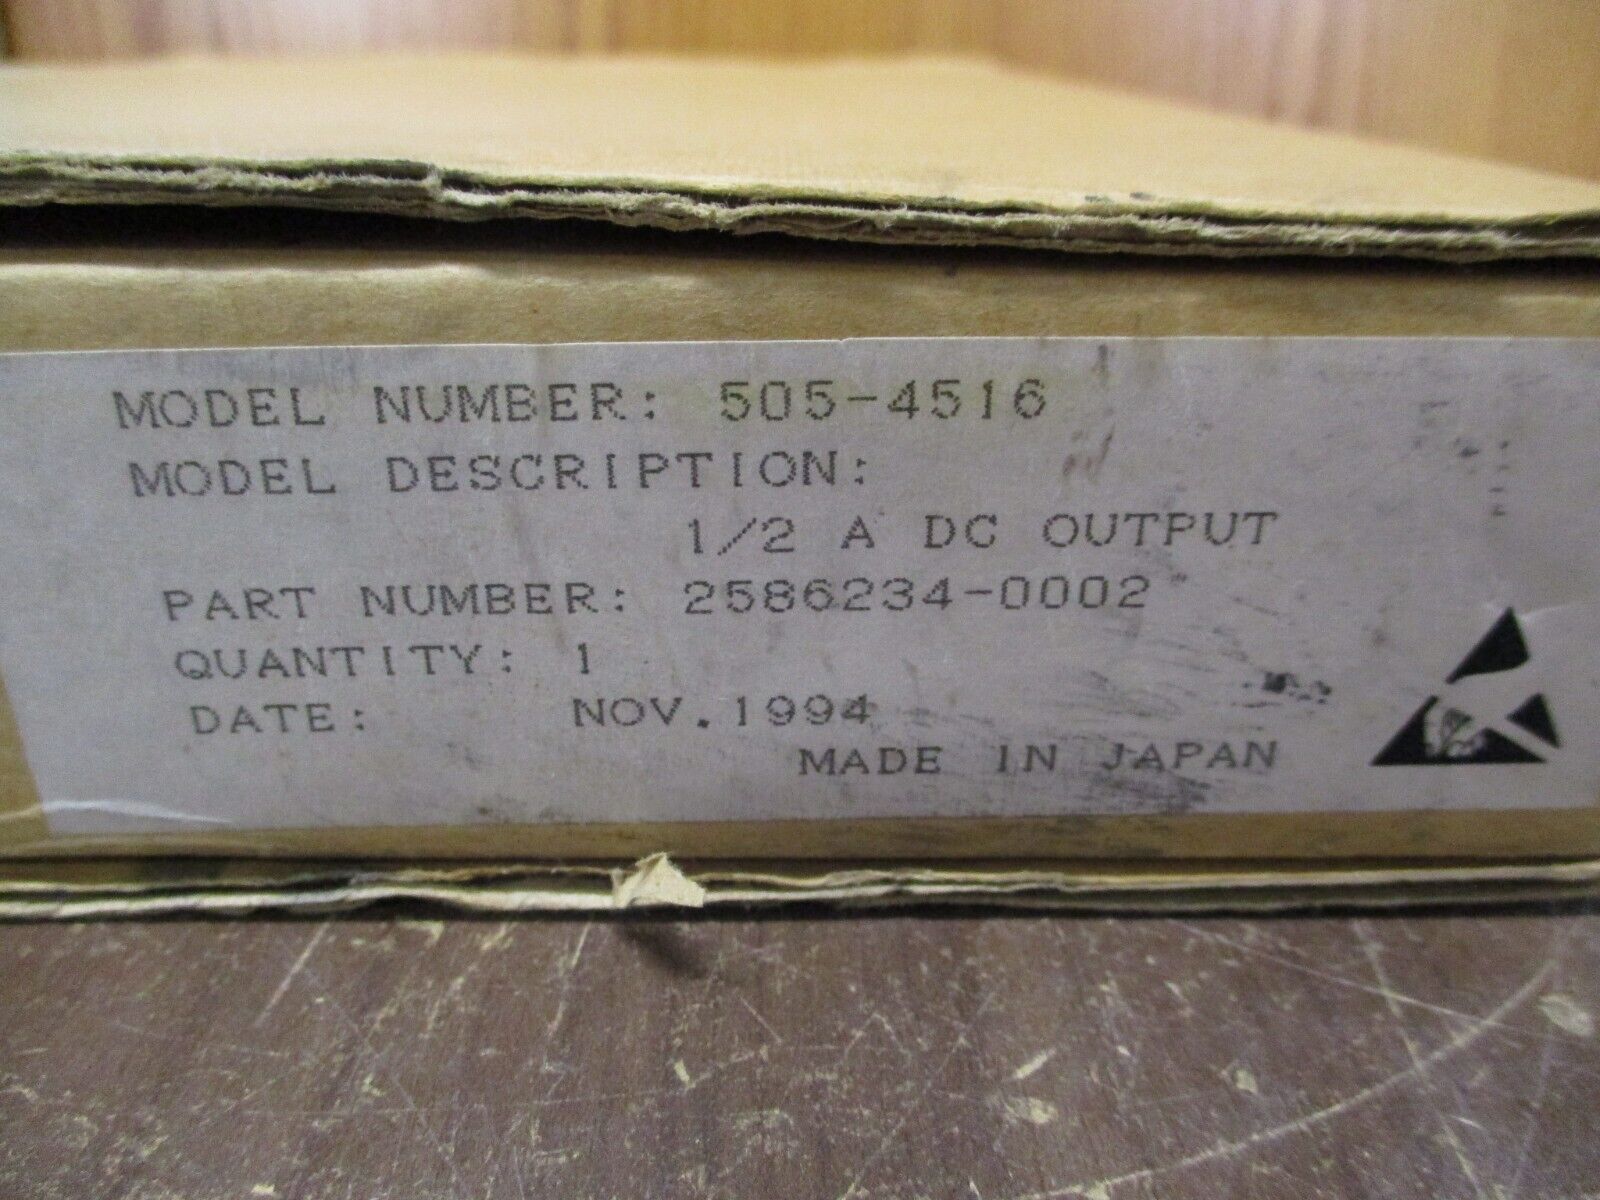 MODEL NUMBER: 505-4516
MODEL DESCRIPTION:
1/2 A DC OUTPUT
PART NUMBER: 2586234-0002
QUANTITY: 1
DATE: NOV.1994
MADE IN JAPAN